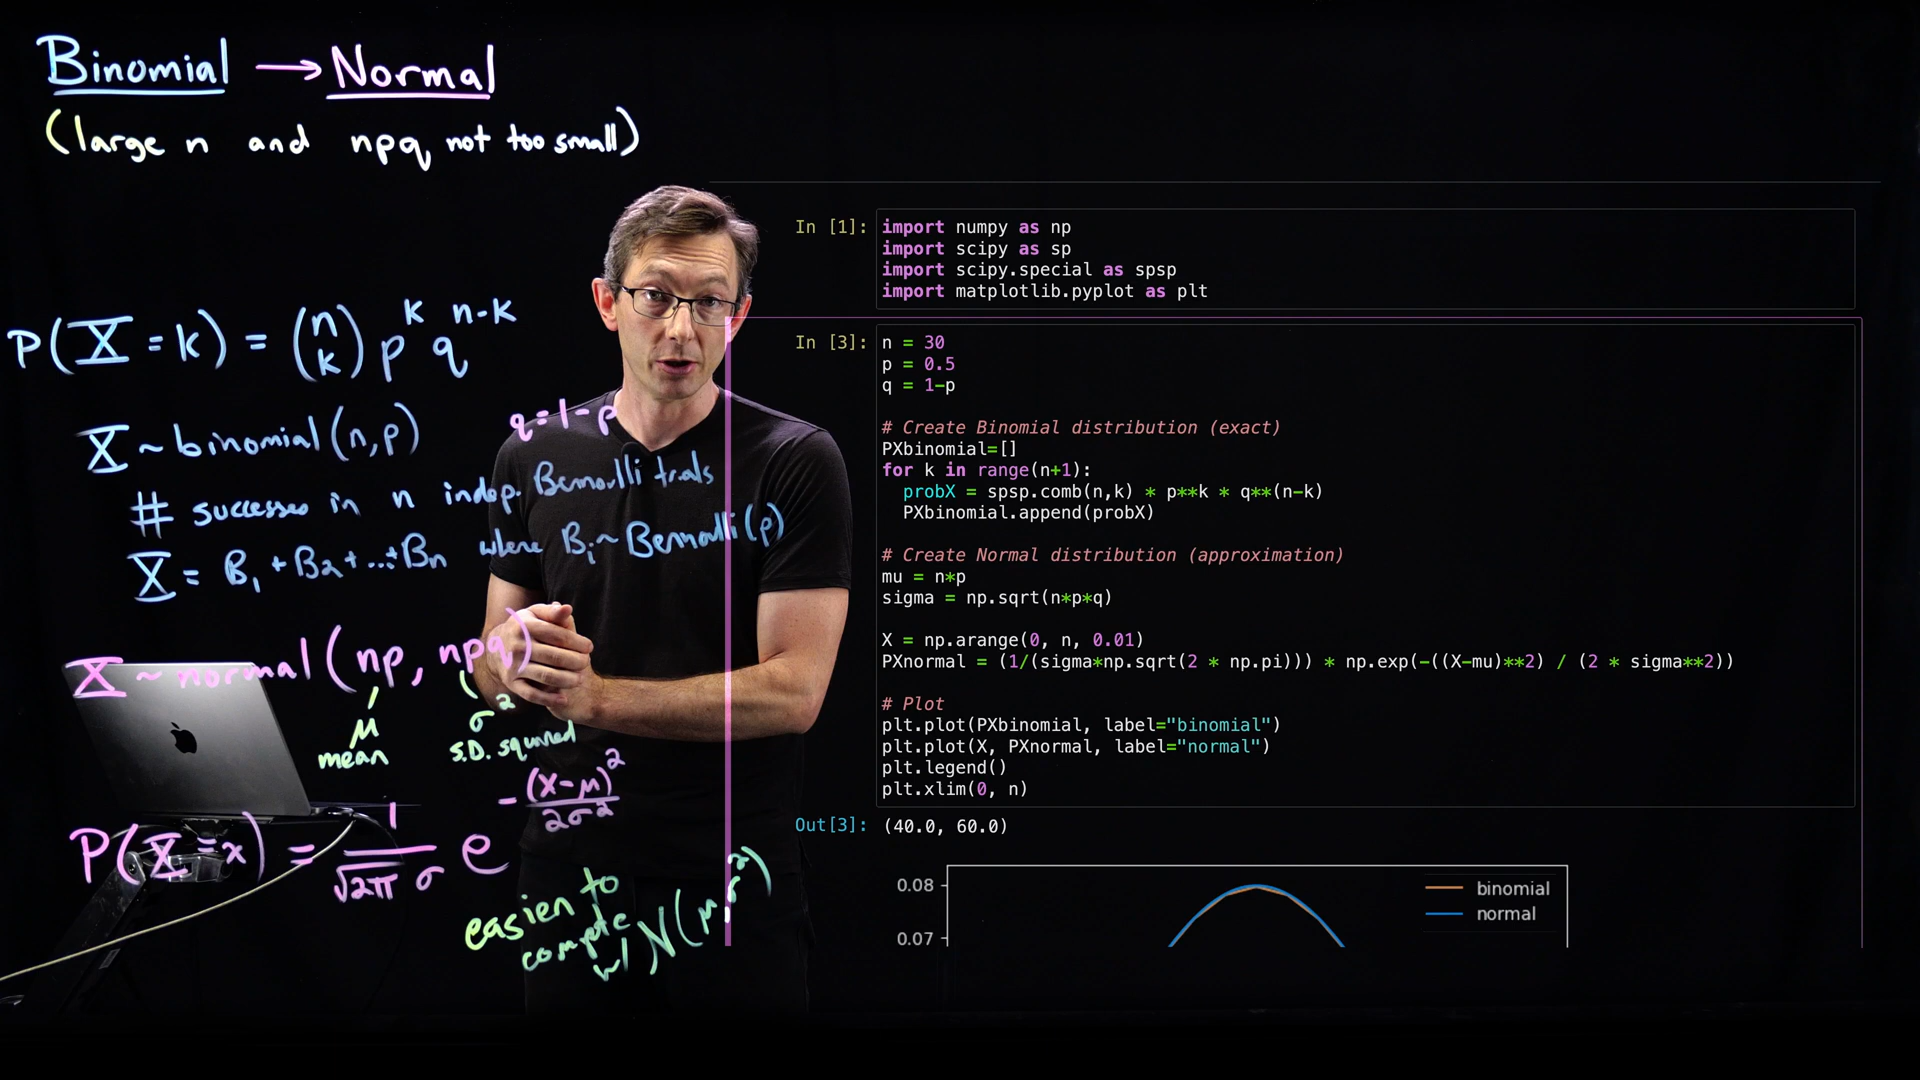 Binomial → Normal
(large n and npq not too small)
P(X = k) = (n k) p^k q^n-k
q = 1 - p
X ~ binomial(n,p)
# successes in n indep. Bernoulli trials
X = B1 + B2 + ... + Bn where Bi ~ Bernoulli(p)
X ~ normal(np, npq)
μ σ^2
mean S.D. squared
P(X = x) = 1/√2π σ e^-(x-μ)^2/2σ^2
easier to
compute
w/ N(μ, σ^2)
In [1]: import numpy as np
import scipy as sp
import scipy.special as spsp
import matplotlib.pyplot as plt
In [3]: n = 30
p = 0.5
q = 1-p
# Create Binomial distribution (exact)
PXbinomial=[]
for k in range(n+1):
probX = spsp.comb(n,k) * p**k * q**(n-k)
PXbinomial.append(probX)
# Create Normal distribution (approximation)
mu = n*p
sigma = np.sqrt(n*p*q)
X = np.arange(0, n, 0.01)
PXnormal = (1/(sigma*np.sqrt(2 * np.pi))) * np.exp(-((X-mu)**2) / (2 * sigma**2))
# Plot
plt.plot(PXbinomial, label="binomial")
plt.plot(X, PXnormal, label="normal")
plt.legend()
plt.xlim(0, n)
Out[3]: (40.0, 60.0)
0.08
binomial
normal
0.07